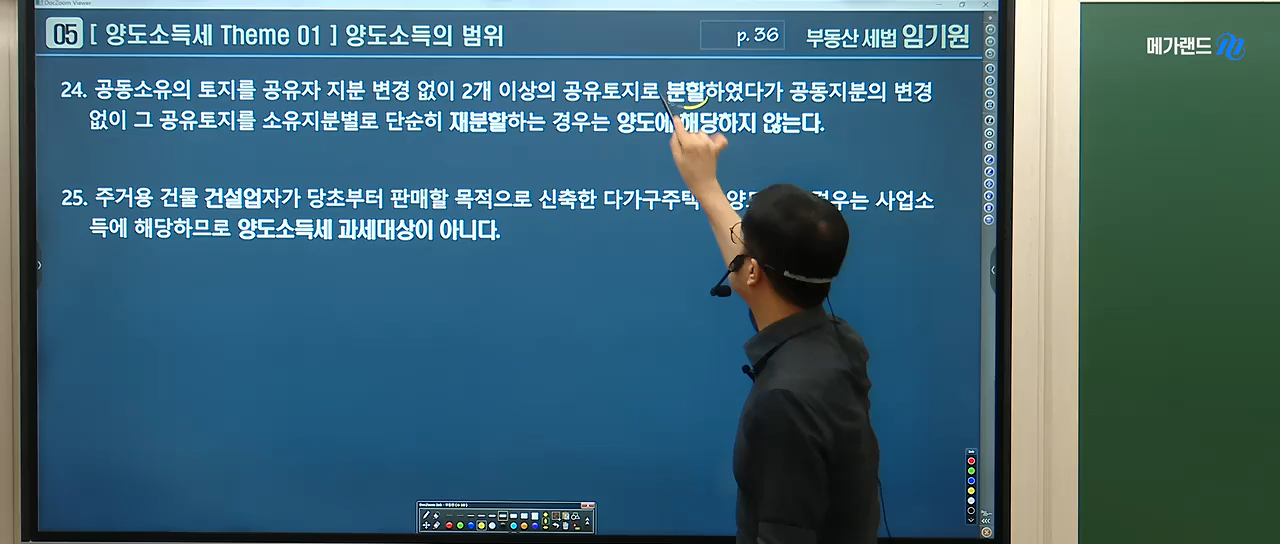 DocZoom Viewer
05 [ 양도소득세 Theme 01 ] 양도소득의 범위
p. 36
부동산 세법 임기원
메가랜드
24. 공동소유의 토지를 공유자 지분 변경 없이 2개 이상의 공유토지로 분할하였다가 공동지분의 변경
없이 그 공유토지를 소유지분별로 단순히 재분할하는 경우는 양도에 해당하지 않는다.
25. 주거용 건물 건설업자가 당초부터 판매할 목적으로 신축한 다가구주택 양도 경우는 사업소
득에 해당하므로 양도소득세 과세대상이 아니다.